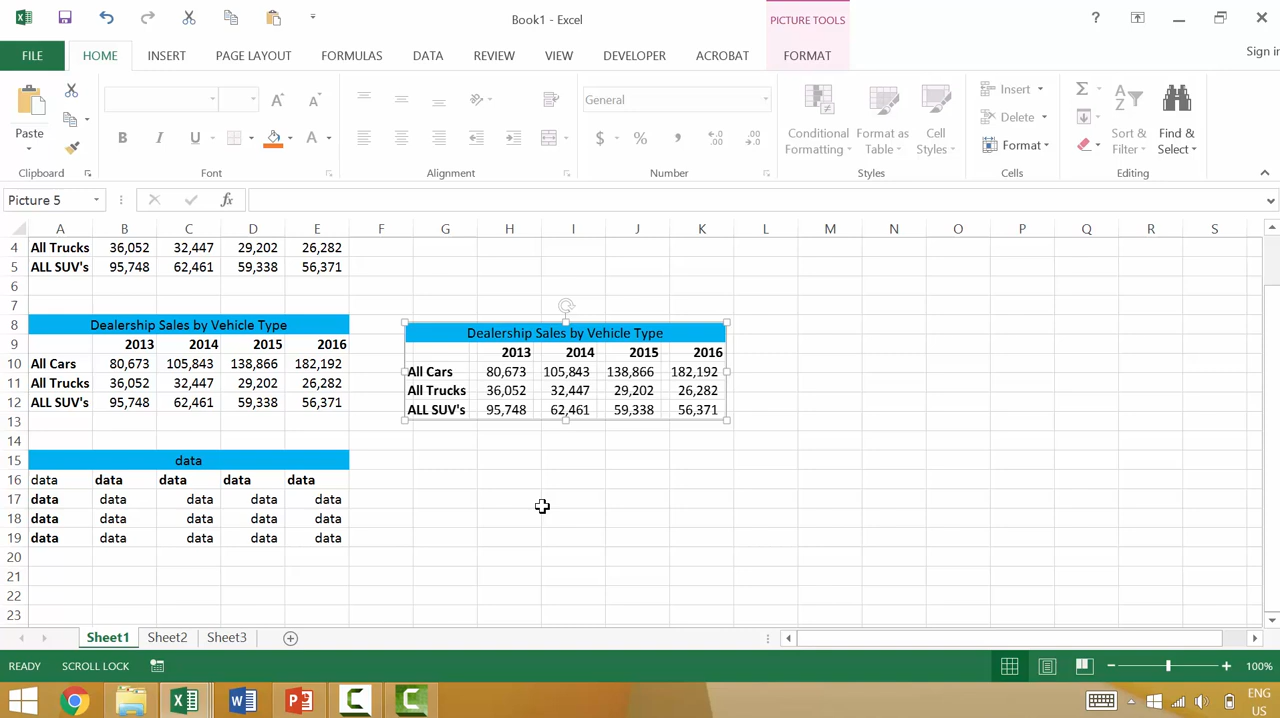 Book1 - Excel
PICTURE TOOLS
?
FILE HOME INSERT PAGE LAYOUT FORMULAS DATA REVIEW VIEW DEVELOPER ACROBAT FORMAT Sign in
Paste
Clipboard
B I U A
Font
Alignment
General
$ % ,
Number
Conditional Formatting
Format as Table
Cell Styles
Styles
Insert
Delete
Format
Cells
Sort & Filter
Find & Select
Editing
Picture 5 fx
A B C D E F G H I J K L M N O P Q R S
4 All Trucks 36,052 32,447 29,202 26,282
5 ALL SUV's 95,748 62,461 59,338 56,371
6
7
8 Dealership Sales by Vehicle Type
9 2013 2014 2015 2016
10 All Cars 80,673 105,843 138,866 182,192
11 All Trucks 36,052 32,447 29,202 26,282
12 ALL SUV's 95,748 62,461 59,338 56,371
13
14
15 data
16 data data data data data
17 data data data data data
18 data data data data data
19 data data data data data
20
21
22
23
Dealership Sales by Vehicle Type
2013 2014 2015 2016
All Cars 80,673 105,843 138,866 182,192
All Trucks 36,052 32,447 29,202 26,282
ALL SUV's 95,748 62,461 59,338 56,371
Sheet1 Sheet2 Sheet3
READY SCROLL LOCK 100%
ENG
US